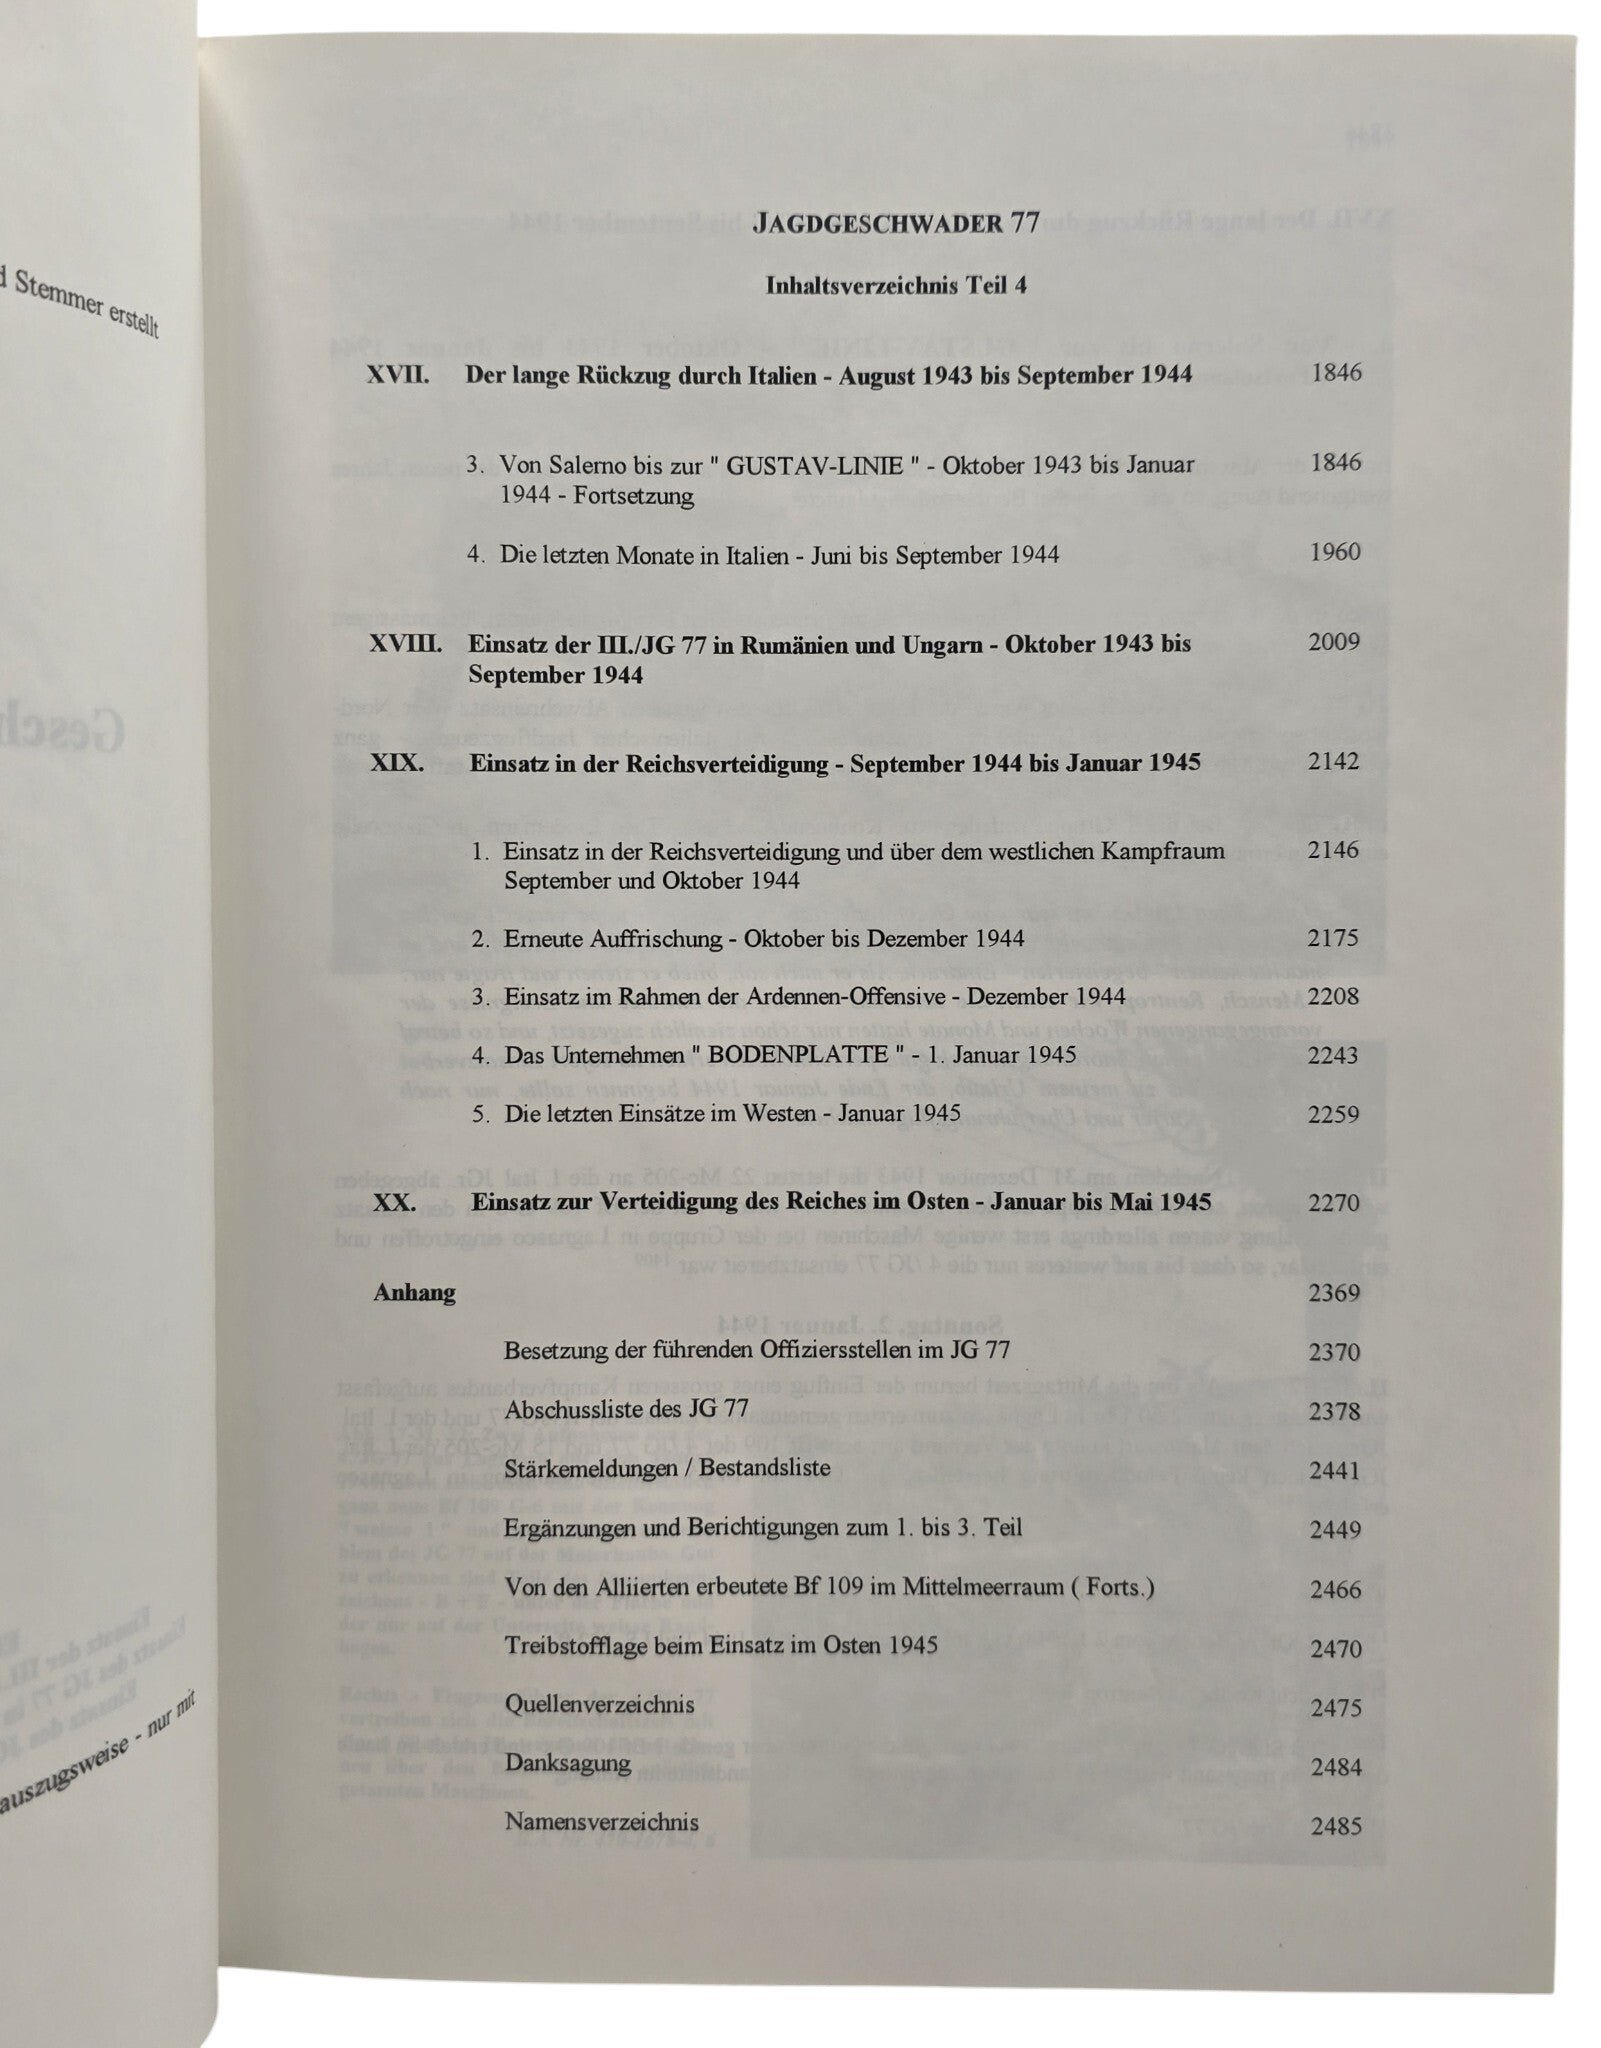 Stemmer erstellt
auszugsweise - nur mit
JAGDGESCHWADER 77
Inhaltsverzeichnis Teil 4
XVII. Der lange Rückzug durch Italien - August 1943 bis September 1944 1846
3. Von Salerno bis zur " GUSTAV-LINIE " - Oktober 1943 bis Januar 1846
1944 - Fortsetzung
4. Die letzten Monate in Italien - Juni bis September 1944 1960
XVIII. Einsatz der III./JG 77 in Rumänien und Ungarn - Oktober 1943 bis 2009
September 1944
XIX. Einsatz in der Reichsverteidigung - September 1944 bis Januar 1945 2142
1. Einsatz in der Reichsverteidigung und über dem westlichen Kampfraum 2146
September und Oktober 1944
2. Erneute Auffrischung - Oktober bis Dezember 1944 2175
3. Einsatz im Rahmen der Ardennen-Offensive - Dezember 1944 2208
4. Das Unternehmen " BODENPLATTE " - 1. Januar 1945 2243
5. Die letzten Einsätze im Westen - Januar 1945 2259
XX. Einsatz zur Verteidigung des Reiches im Osten - Januar bis Mai 1945 2270
Anhang 2369
Besetzung der führenden Offiziersstellen im JG 77 2370
Abschussliste des JG 77 2378
Stärkemeldungen / Bestandsliste 2441
Ergänzungen und Berichtigungen zum 1. bis 3. Teil 2449
Von den Alliierten erbeutete Bf 109 im Mittelmeerraum ( Forts.) 2466
Treibstofflage beim Einsatz im Osten 1945 2470
Quellenverzeichnis 2475
Danksagung 2484
Namensverzeichnis 2485